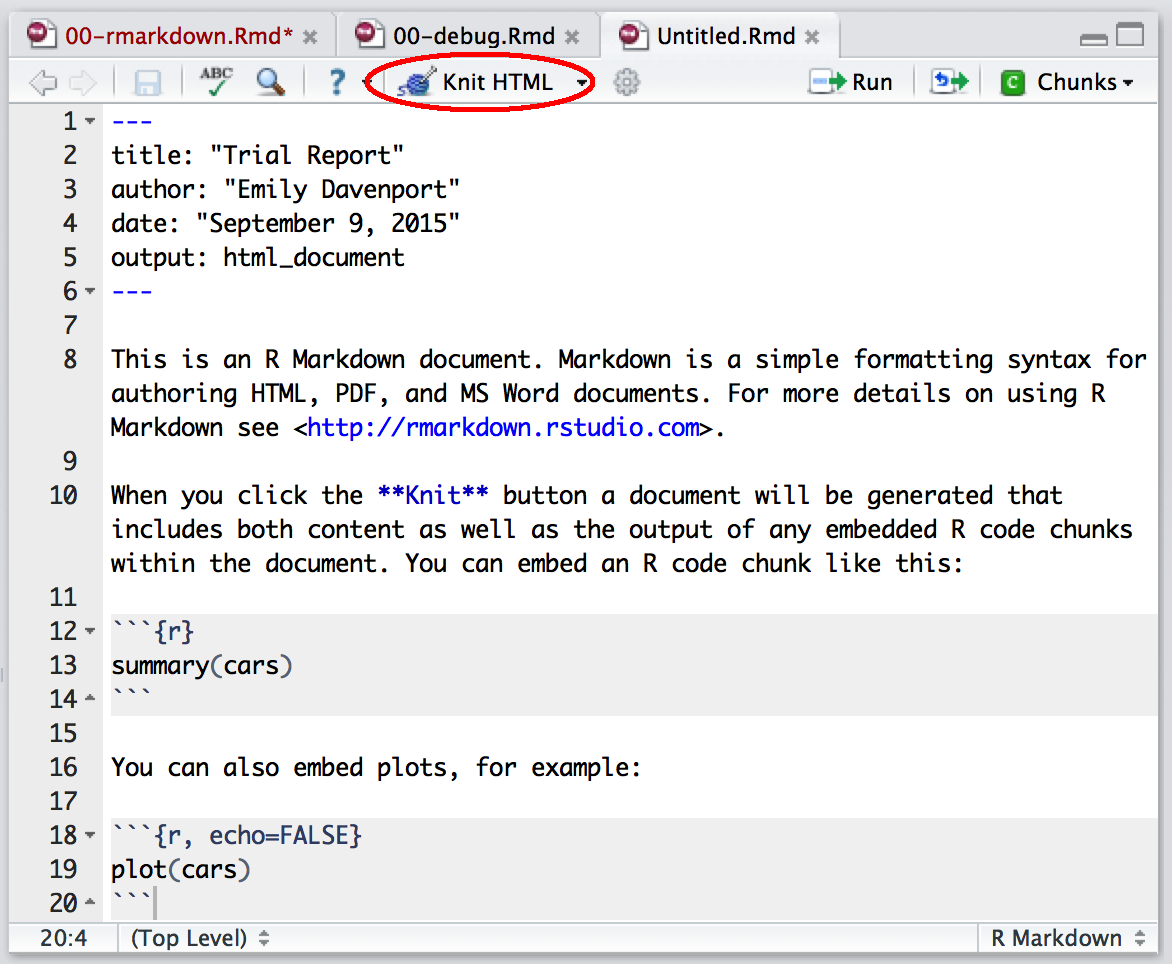 00-rmarkdown.Rmd* 00-debug.Rmd Untitled.Rmd
ABC ? Knit HTML Run C Chunks
1 ---
2 title: "Trial Report"
3 author: "Emily Davenport"
4 date: "September 9, 2015"
5 output: html_document
6 ---
7
8 This is an R Markdown document. Markdown is a simple formatting syntax for
authoring HTML, PDF, and MS Word documents. For more details on using R
Markdown see <http://rmarkdown.rstudio.com>.
9
10 When you click the **Knit** button a document will be generated that
includes both content as well as the output of any embedded R code chunks
within the document. You can embed an R code chunk like this:
11
12 ```{r}
13 summary(cars)
14 ```
15
16 You can also embed plots, for example:
17
18 ```{r, echo=FALSE}
19 plot(cars)
20 ```
20:4 (Top Level) R Markdown